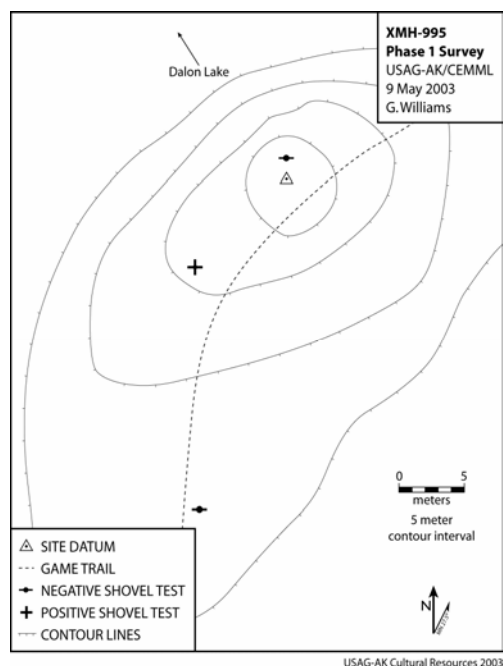 XMH-995
Phase 1 Survey
USAG-AK/CEMML
9 May 2003
G. Williams
Dalon Lake
0 5
meters
5 meter
contour interval
SITE DATUM
GAME TRAIL
NEGATIVE SHOVEL TEST
POSITIVE SHOVEL TEST
CONTOUR LINES
N
USAG-AK Cultural Resources 2003